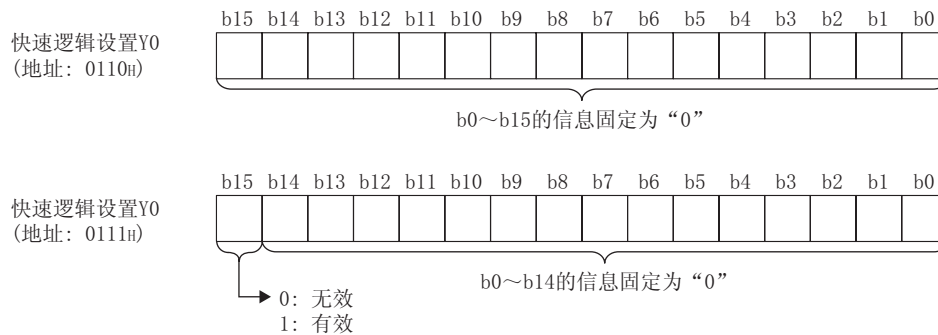 b15 b14 b13 b12 b11 b10 b9 b8 b7 b6 b5 b4 b3 b2 b1 b0
快速逻辑设置Y0
(地址: 0110H)
b0～b15的信息固定为“0”
b15 b14 b13 b12 b11 b10 b9 b8 b7 b6 b5 b4 b3 b2 b1 b0
快速逻辑设置Y0
(地址: 0111H)
b0～b14的信息固定为“0”
0: 无效
1: 有效